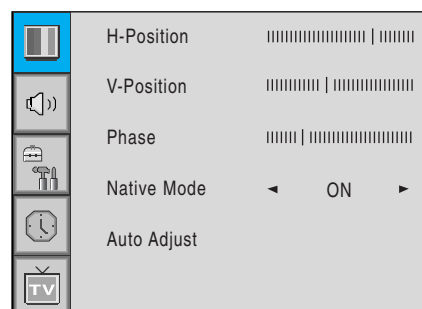 H-Position
V-Position
Phase
Native Mode ◄ ON ►
Auto Adjust
TV